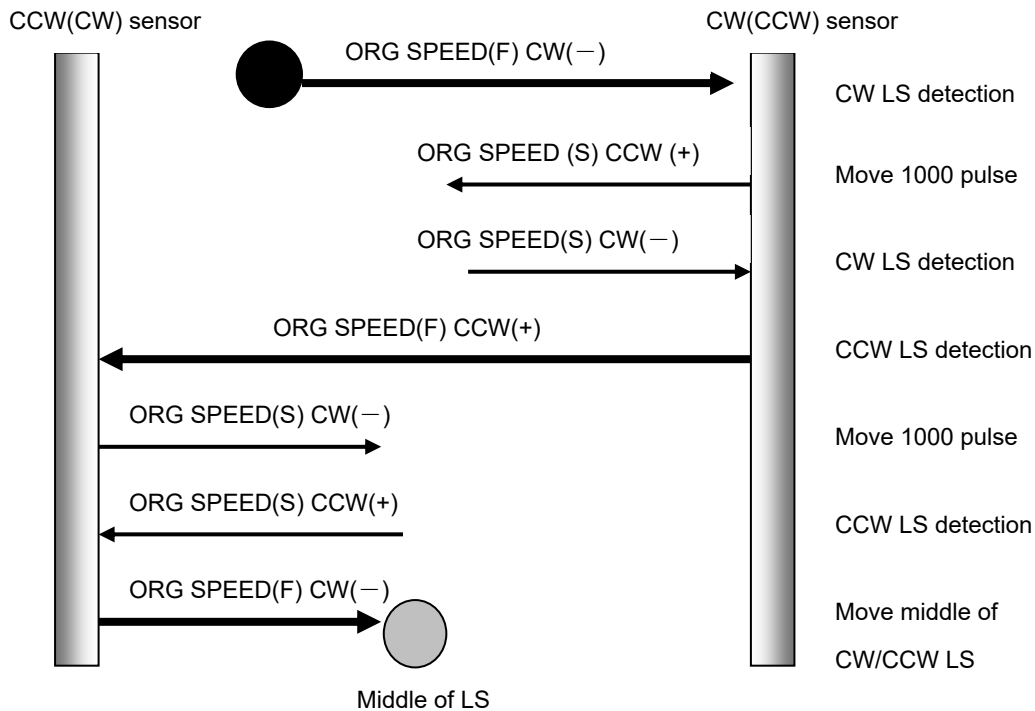 CCW(CW) sensor
CW(CCW) sensor
ORG SPEED(F) CW(－)
CW LS detection
ORG SPEED (S) CCW (+)
Move 1000 pulse
ORG SPEED(S) CW(－)
CW LS detection
ORG SPEED(F) CCW(+)
CCW LS detection
ORG SPEED(S) CW(－)
Move 1000 pulse
ORG SPEED(S) CCW(+)
CCW LS detection
ORG SPEED(F) CW(－)
Move middle of
CW/CCW LS
Middle of LS